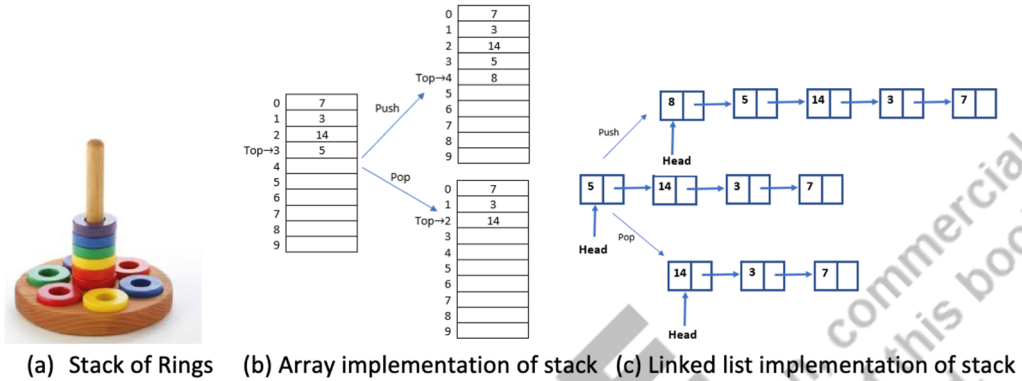 0 7
1 3
2 14
Top→3 5
4
5
6
7
8
9
Push
Pop
0 7
1 3
2 14
3 5
Top→4 8
5
6
7
8
9
0 7
1 3
Top→2 14
3
4
5
6
7
8
9
8 5 14 3 7
Head
Push
5 14 3 7
Head
Pop
14 3 7
Head
commercial
this
(a) Stack of Rings (b) Array implementation of stack (c) Linked list implementation of stack